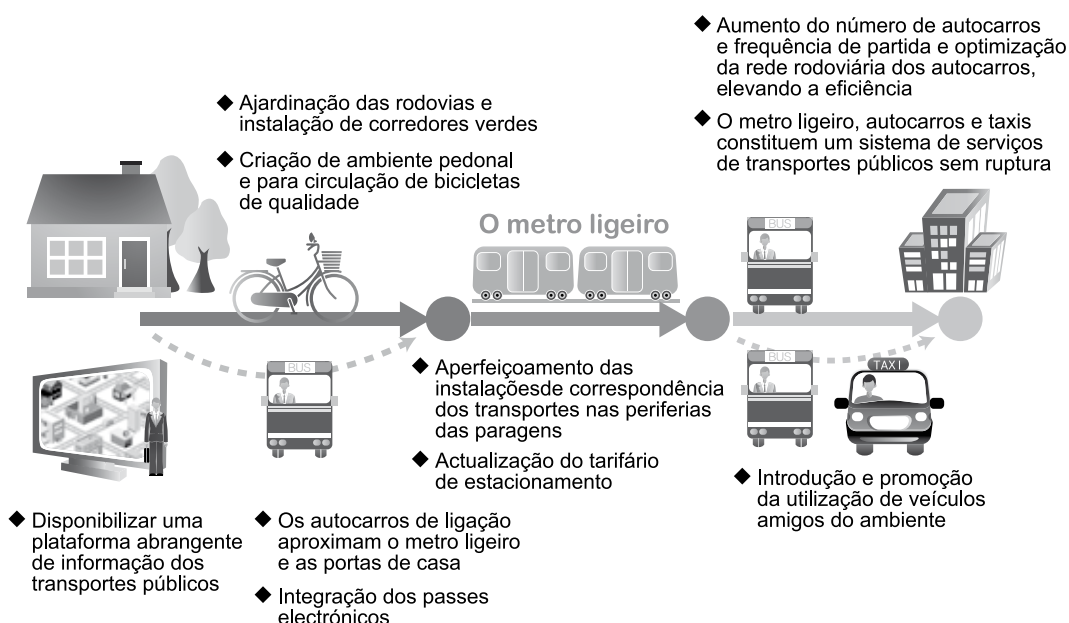 ◆ Aumento do número de autocarros
e frequência de partida e optimização
da rede rodoviária dos autocarros,
elevando a eficiência
◆ O metro ligeiro, autocarros e taxis
constituem um sistema de serviços
de transportes públicos sem ruptura
◆ Ajardinação das rodovias e
instalação de corredores verdes
◆ Criação de ambiente pedonal
e para circulação de bicicletas
de qualidade
O metro ligeiro
BUS
BUS
BUS
TAXI
◆ Aperfeiçoamento das
instalaçõesde correspondência
dos transportes nas periferias
das paragens
◆ Actualização do tarifário
de estacionamento
◆ Introdução e promoção
da utilização de veículos
amigos do ambiente
◆ Disponibilizar uma
plataforma abrangente
de informação dos
transportes públicos
◆ Os autocarros de ligação
aproximam o metro ligeiro
e as portas de casa
◆ Integração dos passes
electrónicos